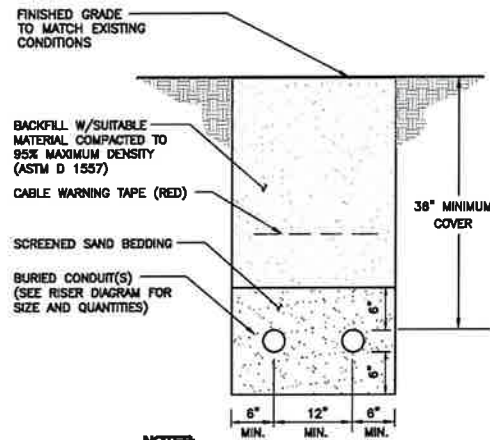 FINISHED GRADE
TO MATCH EXISTING
CONDITIONS
BACKFILL W/SUITABLE
MATERIAL COMPACTED TO
95% MAXIMUM DENSITY
(ASTM D 1557)
CABLE WARNING TAPE (RED)
36" MINIMUM
COVER
SCREENED SAND BEDDING
BURIED CONDUIT(S)
(SEE RISER DIAGRAM FOR
SIZE AND QUANTITIES)
6"
6"
6" 12" 6"
MIN. MIN. MIN.